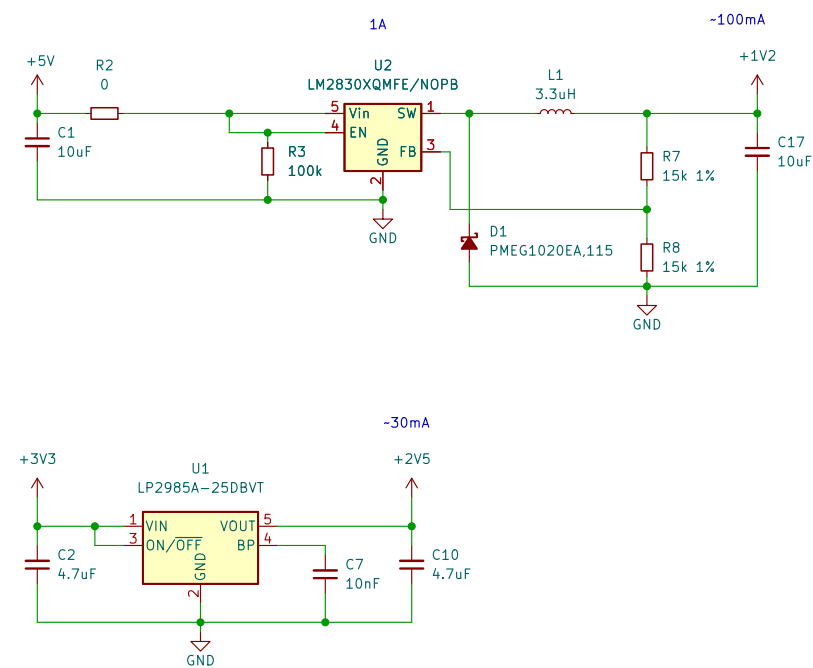 1A
~100mA
+5V
R2
0
U2
LM2830XQMFE/NOPB
L1
3.3uH
+1V2
C1
10uF
5
Vin
SW
1
4
EN
GND
FB
3
2
R3
100k
GND
R7
15k 1%
C17
10uF
D1
PMEG1020EA,115
R8
15k 1%
GND
~30mA
+3V3
U1
LP2985A-25DBVT
+2V5
1
VIN
VOUT
5
3
ON/OFF
BP
4
GND
2
C2
4.7uF
C7
10nF
C10
4.7uF
GND